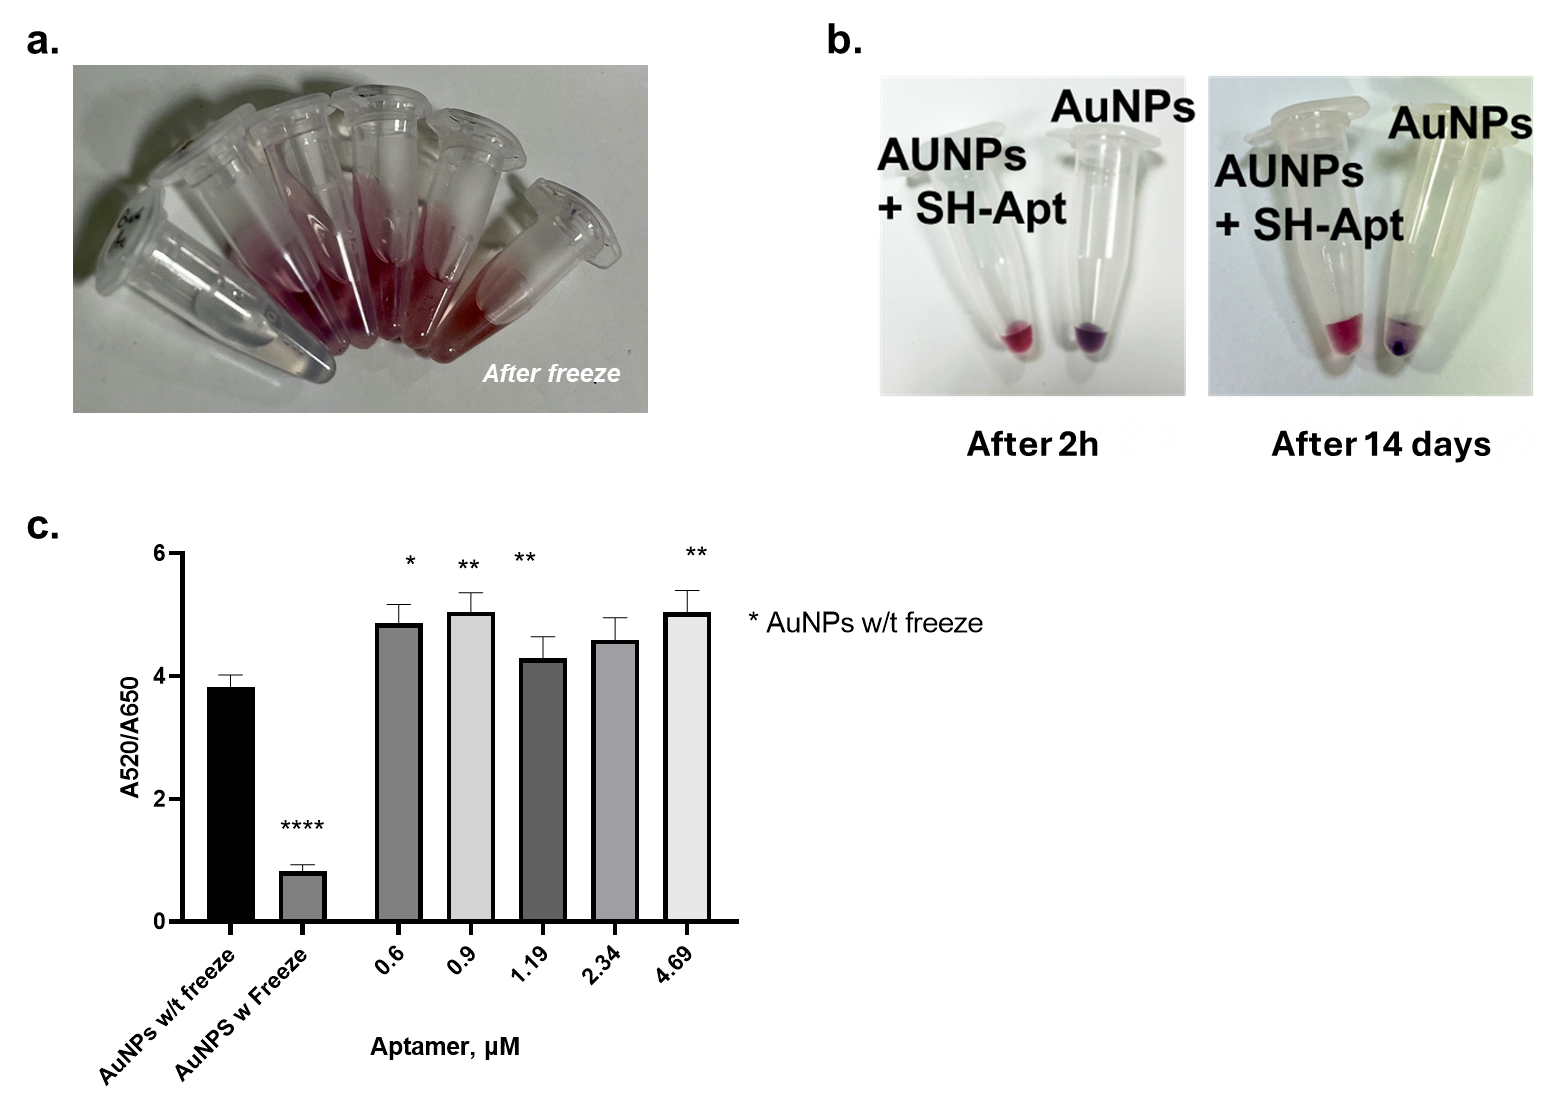 a.
After freeze
b.
AUNPs
+ SH-Apt
AuNPs
AUNPs
+ SH-Apt
AuNPs
After 2h
After 14 days
c.
A520/A650
6
4
2
0
****
*
**
**
**
* AuNPs w/t freeze
AuNPs w/t freeze
AuNPS w Freeze
0.6
0.9
1.19
2.34
4.69
Aptamer, µM